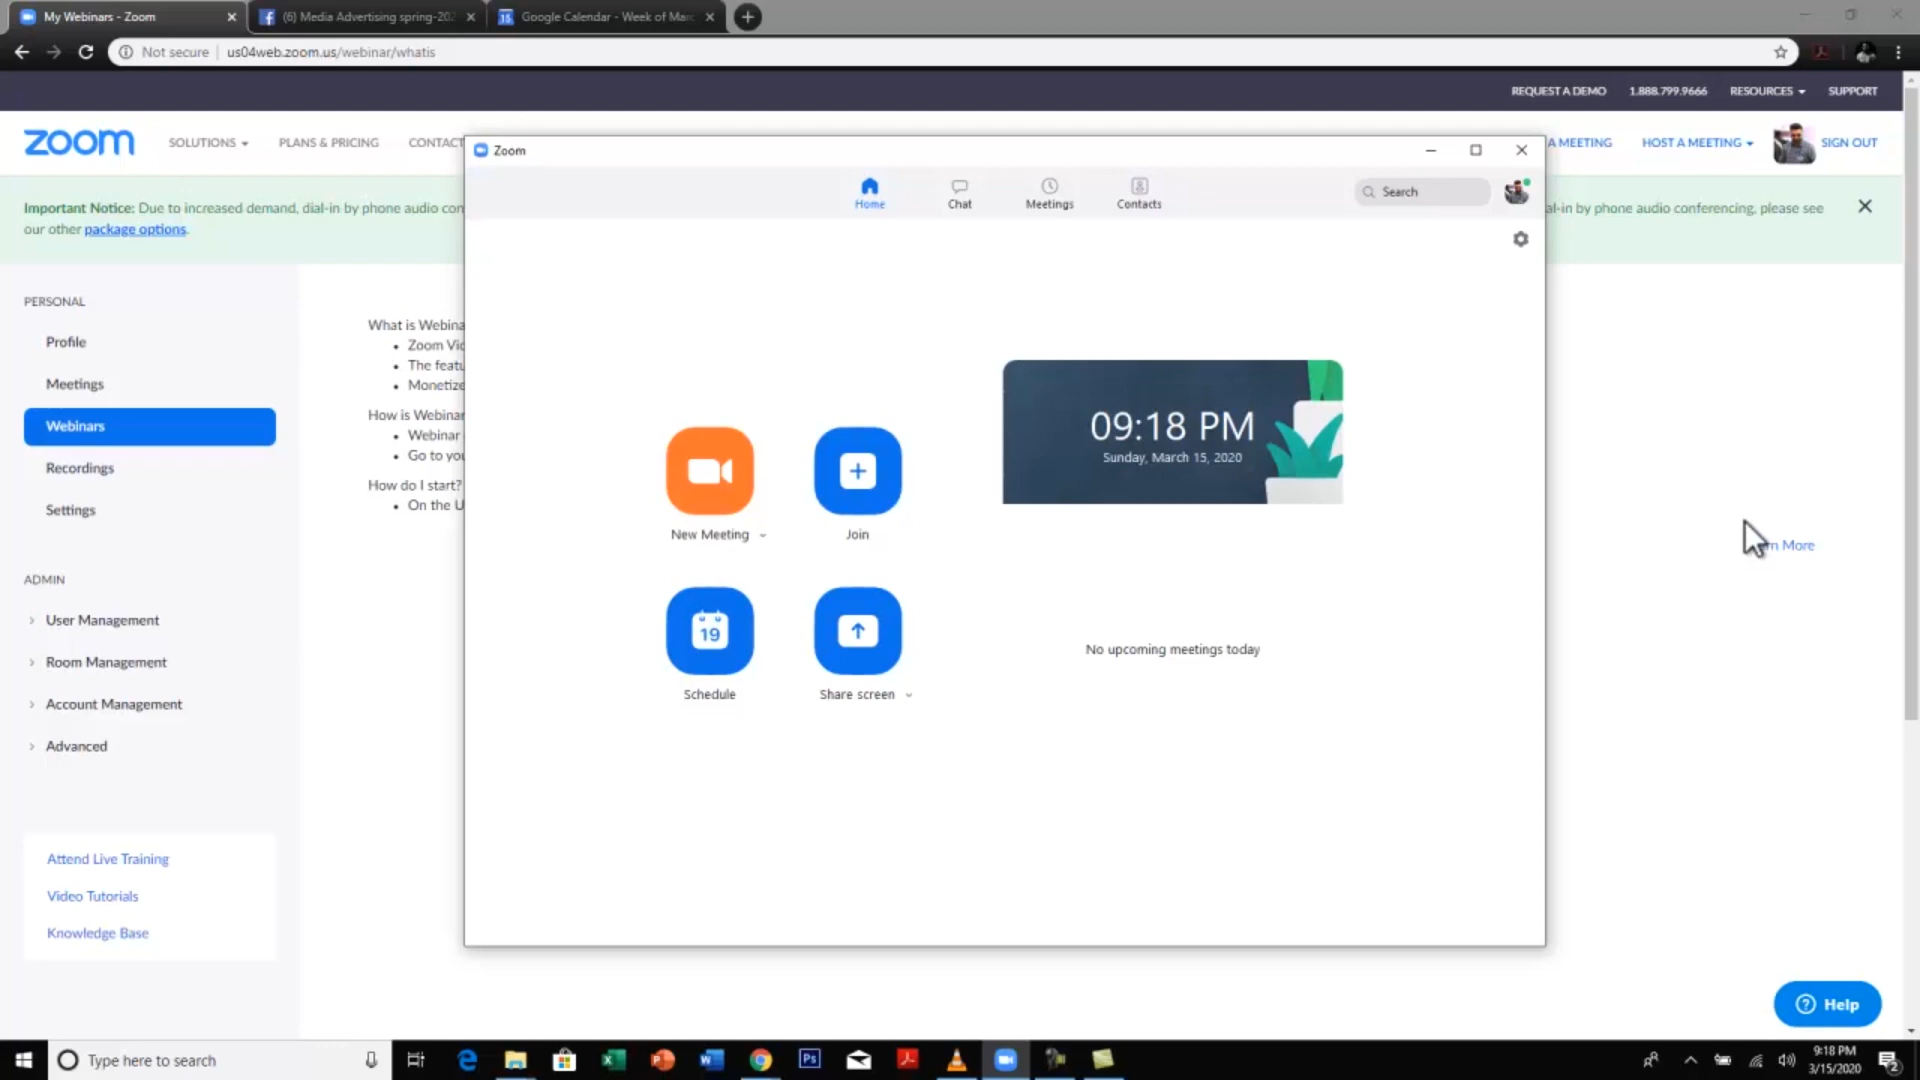 My Webinars - Zoom
(6) Media Advertising spring-202
Google Calendar - Week of Marc
Not secure
us04web.zoom.us/webinar/whatis
REQUEST A DEMO
1.888.799.9666
RESOURCES
SUPPORT
zoom
SOLUTIONS
PLANS & PRICING
CONTACT
A MEETING
HOST A MEETING
SIGN OUT
Important Notice: Due to increased demand, dial-in by phone audio con
al-in by phone audio conferencing, please see
our other package options.
PERSONAL
Profile
Meetings
Webinars
Recordings
Settings
ADMIN
User Management
Room Management
Account Management
Advanced
Attend Live Training
Video Tutorials
Knowledge Base
What is Webina
Zoom Vid
The featu
Monetize
How is Webinar
Webinar
Go to you
How do I start?
On the U
Zoom
Home
Chat
Meetings
Contacts
Search
09:18 PM
Sunday, March 15, 2020
New Meeting
Join
19
Schedule
Share screen
No upcoming meetings today
n More
Help
Type here to search
Ps
9:18 PM
3/15/2020
2